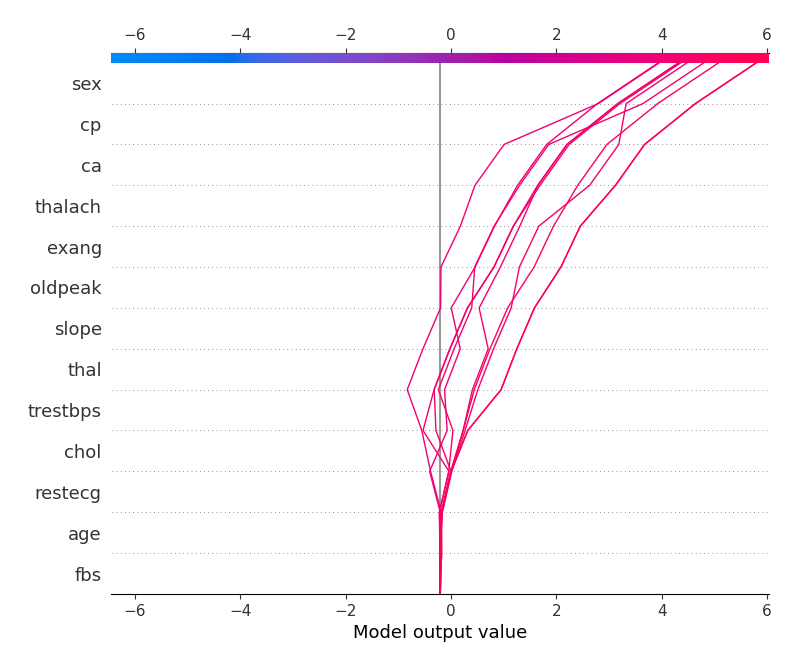 −6 −4 −2 0 2 4 6
sex
cp
ca
thalach
exang
oldpeak
slope
thal
trestbps
chol
restecg
age
fbs
−6 −4 −2 0 2 4 6
Model output value